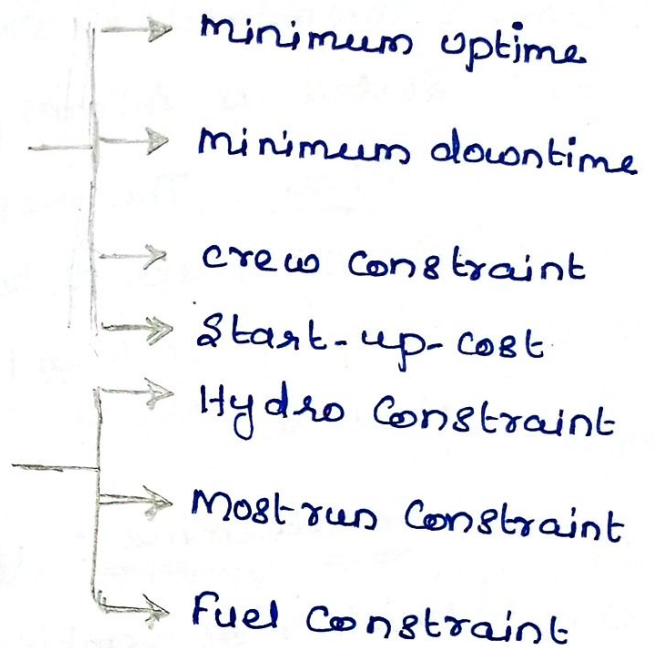 Minimum uptime
Minimum downtime
crew constraint
Start-up-cost
Hydro Constraint
Most run Constraint
Fuel Constraint